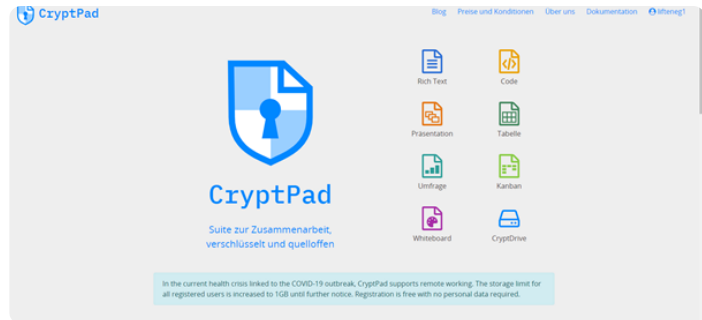 CryptPad
Blog Preise und Konditionen Über uns Dokumentation lifteneg1
Rich Text Code
Präsentation Tabelle
Umfrage Kanban
Whiteboard CryptDrive
CryptPad
Suite zur Zusammenarbeit,
verschlüsselt und quelloffen
In the current health crisis linked to the COVID-19 outbreak, CryptPad supports remote working. The storage limit for
all registered users is increased to 1GB until further notice. Registration is free with no personal data required.